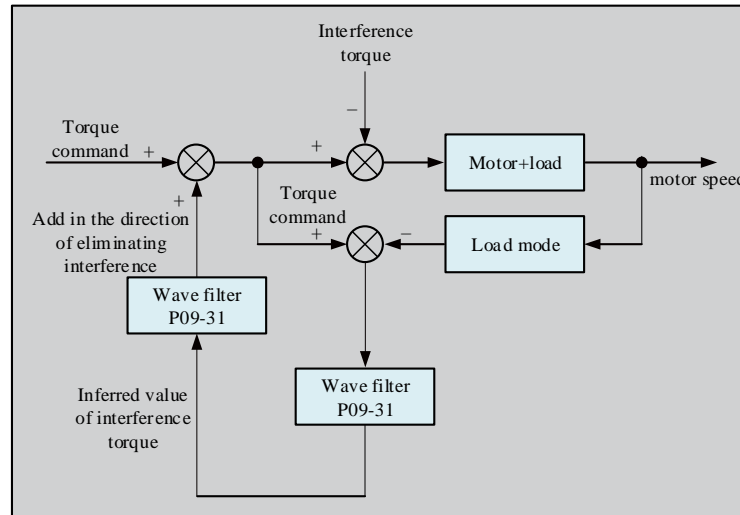 Interference
torque
−
Torque
command
+
+
Motor+load
motor speed
+
Add in the direction
of eliminating
interference
Torque
command
+
−
Load mode
Wave filter
P09-31
Wave filter
P09-31
Inferred value
of interference
torque